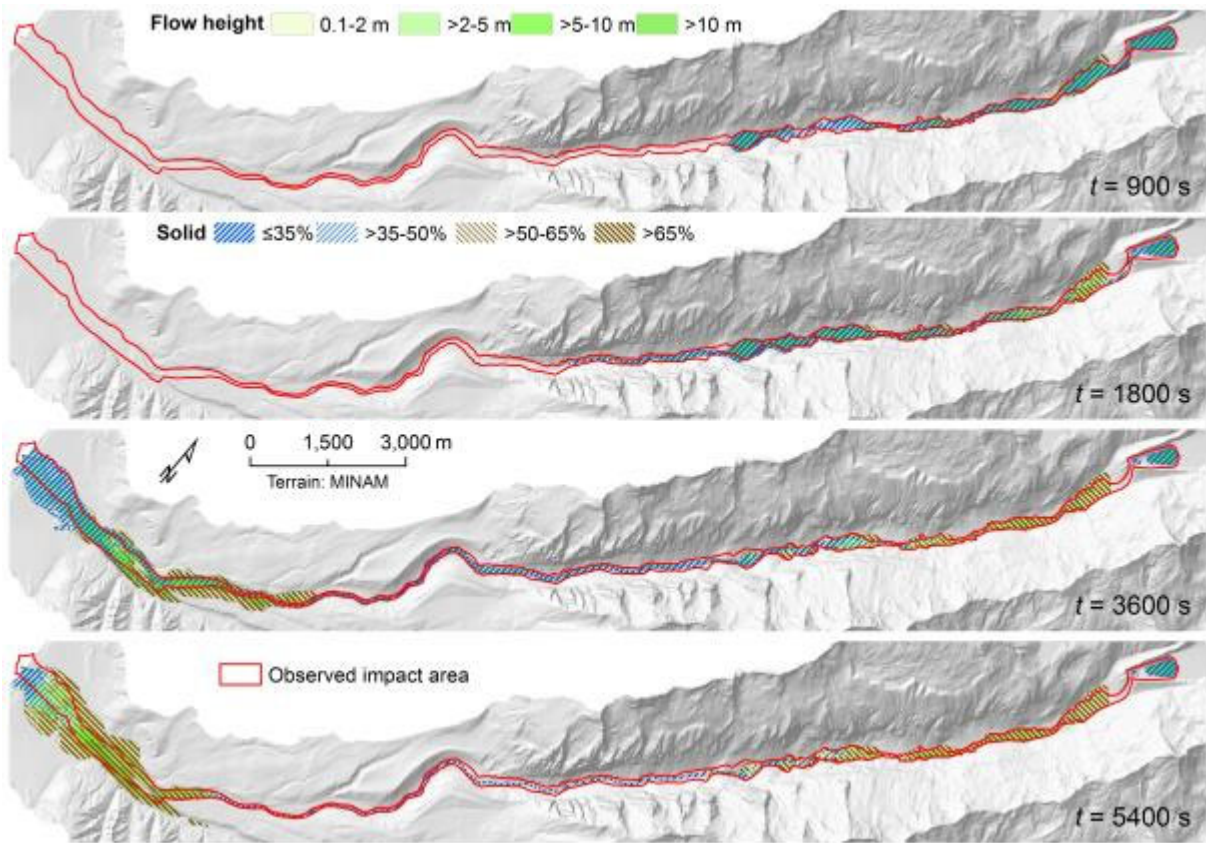 Flow height 0.1-2 m >2-5 m >5-10 m >10 m
t = 900 s
Solid ≤35% >35-50% >50-65% >65%
t = 1800 s
N 0 1,500 3,000 m
Terrain: MINAM
t = 3600 s
Observed impact area
t = 5400 s